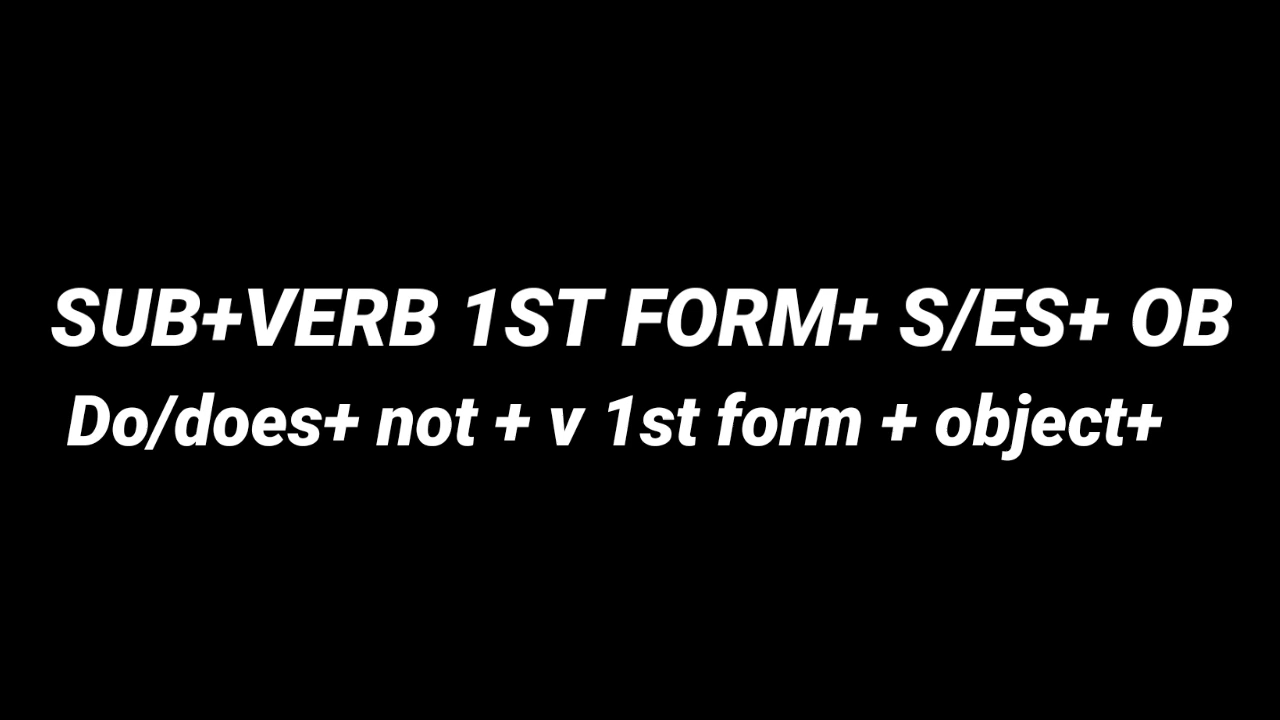 SUB+VERB 1ST FORM+ S/ES+ OB
Do/does+ not + v 1st form + object+